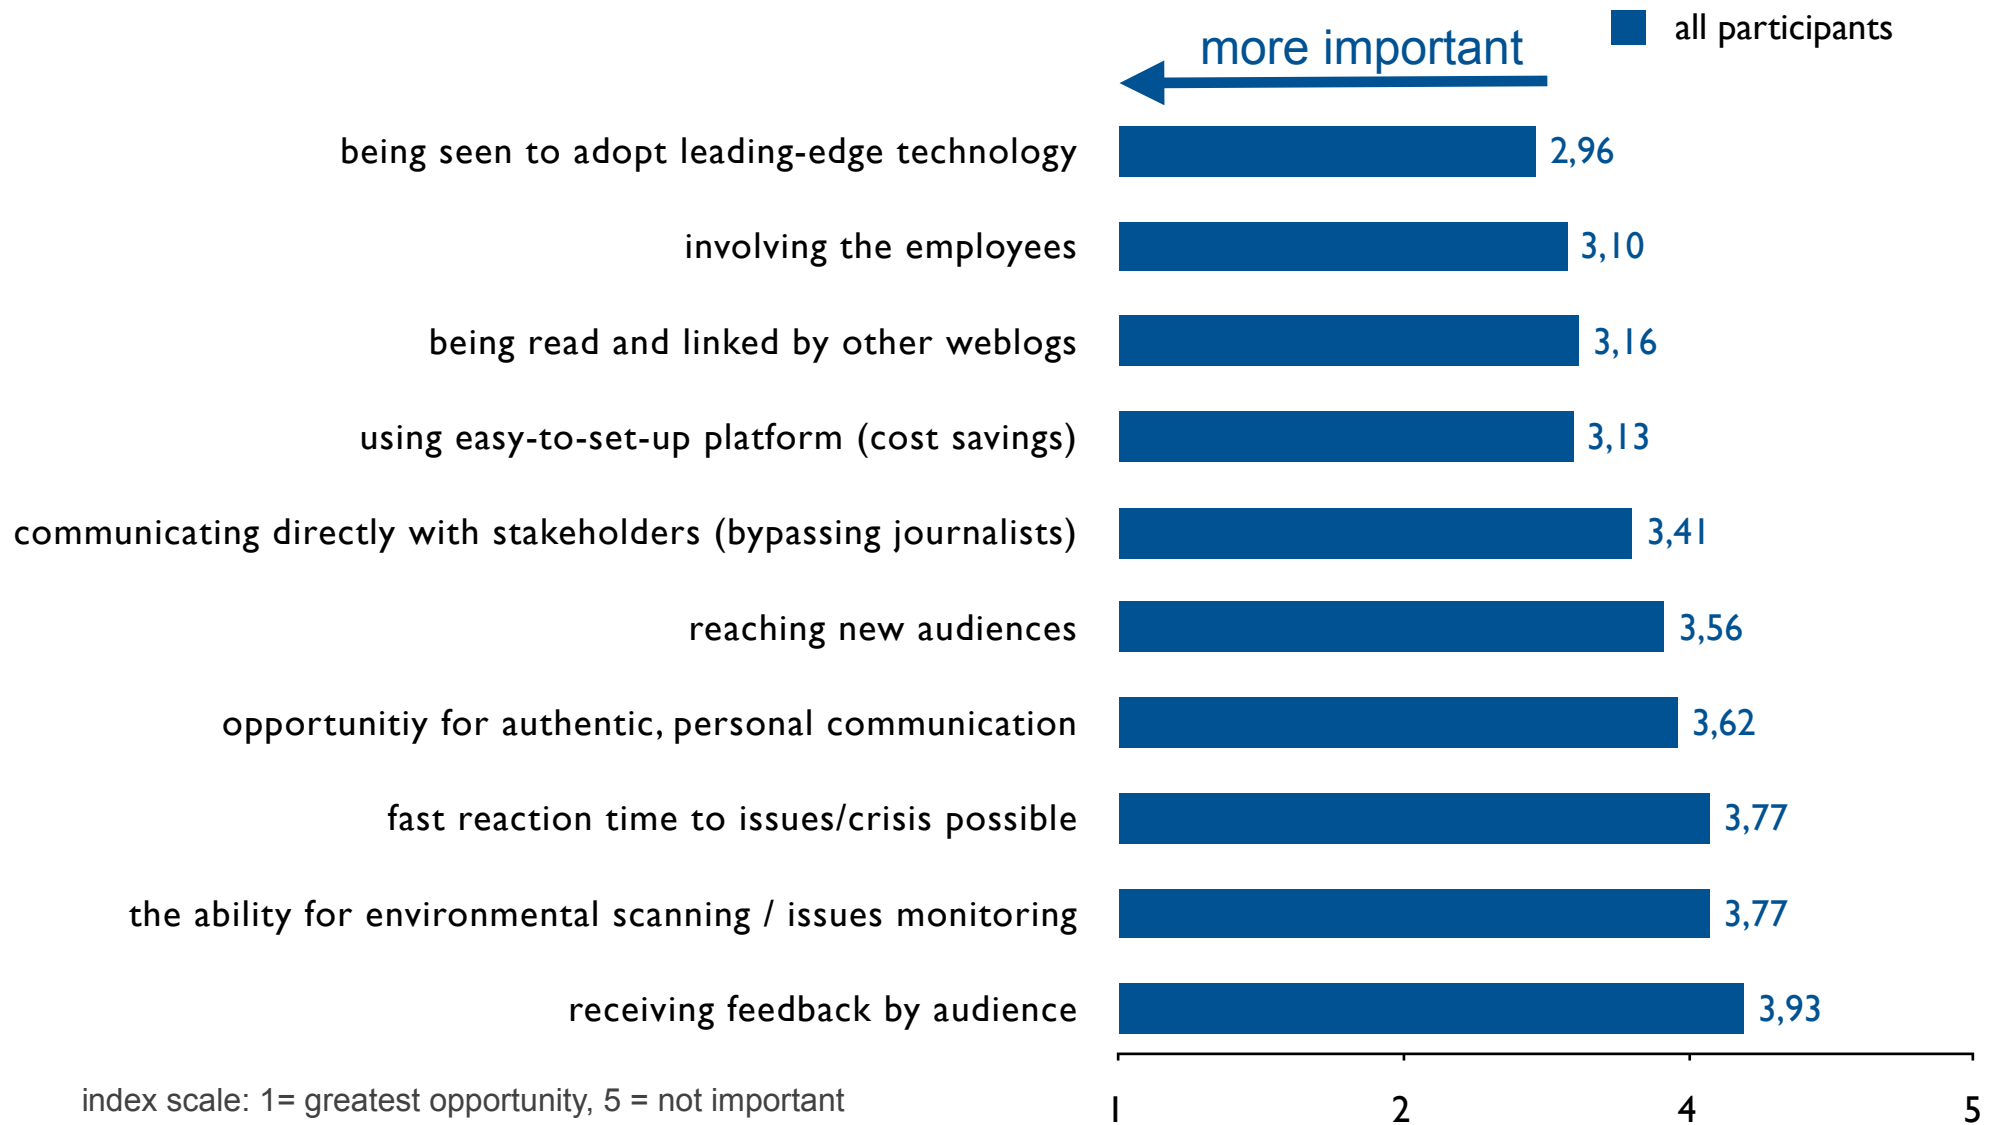 all participants
more important
being seen to adopt leading-edge technology 2,96
involving the employees 3,10
being read and linked by other weblogs 3,16
using easy-to-set-up platform (cost savings) 3,13
communicating directly with stakeholders (bypassing journalists) 3,41
reaching new audiences 3,56
opportunitiy for authentic, personal communication 3,62
fast reaction time to issues/crisis possible 3,77
the ability for environmental scanning / issues monitoring 3,77
receiving feedback by audience 3,93
index scale: 1= greatest opportunity, 5 = not important
1 2 4 5